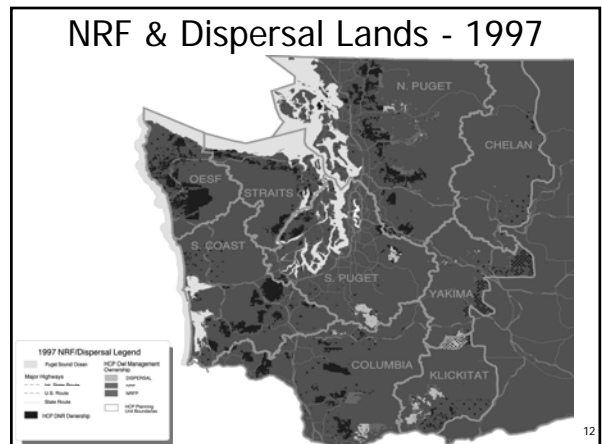 NRF & Dispersal Lands - 1997
N. PUGET
CHELAN
OESF
STRAITS
S. COAST
S. PUGET
YAKIMA
COLUMBIA
KLICKITAT
1997 NRF/Dispersal Legend
Puget Sound Ocean
Major Highways
U.S. Route
State Route
HCP DNR Ownership
HCP Owl Management
Ownership
DISPERSAL
HCP Planning
Unit Boundaries
12